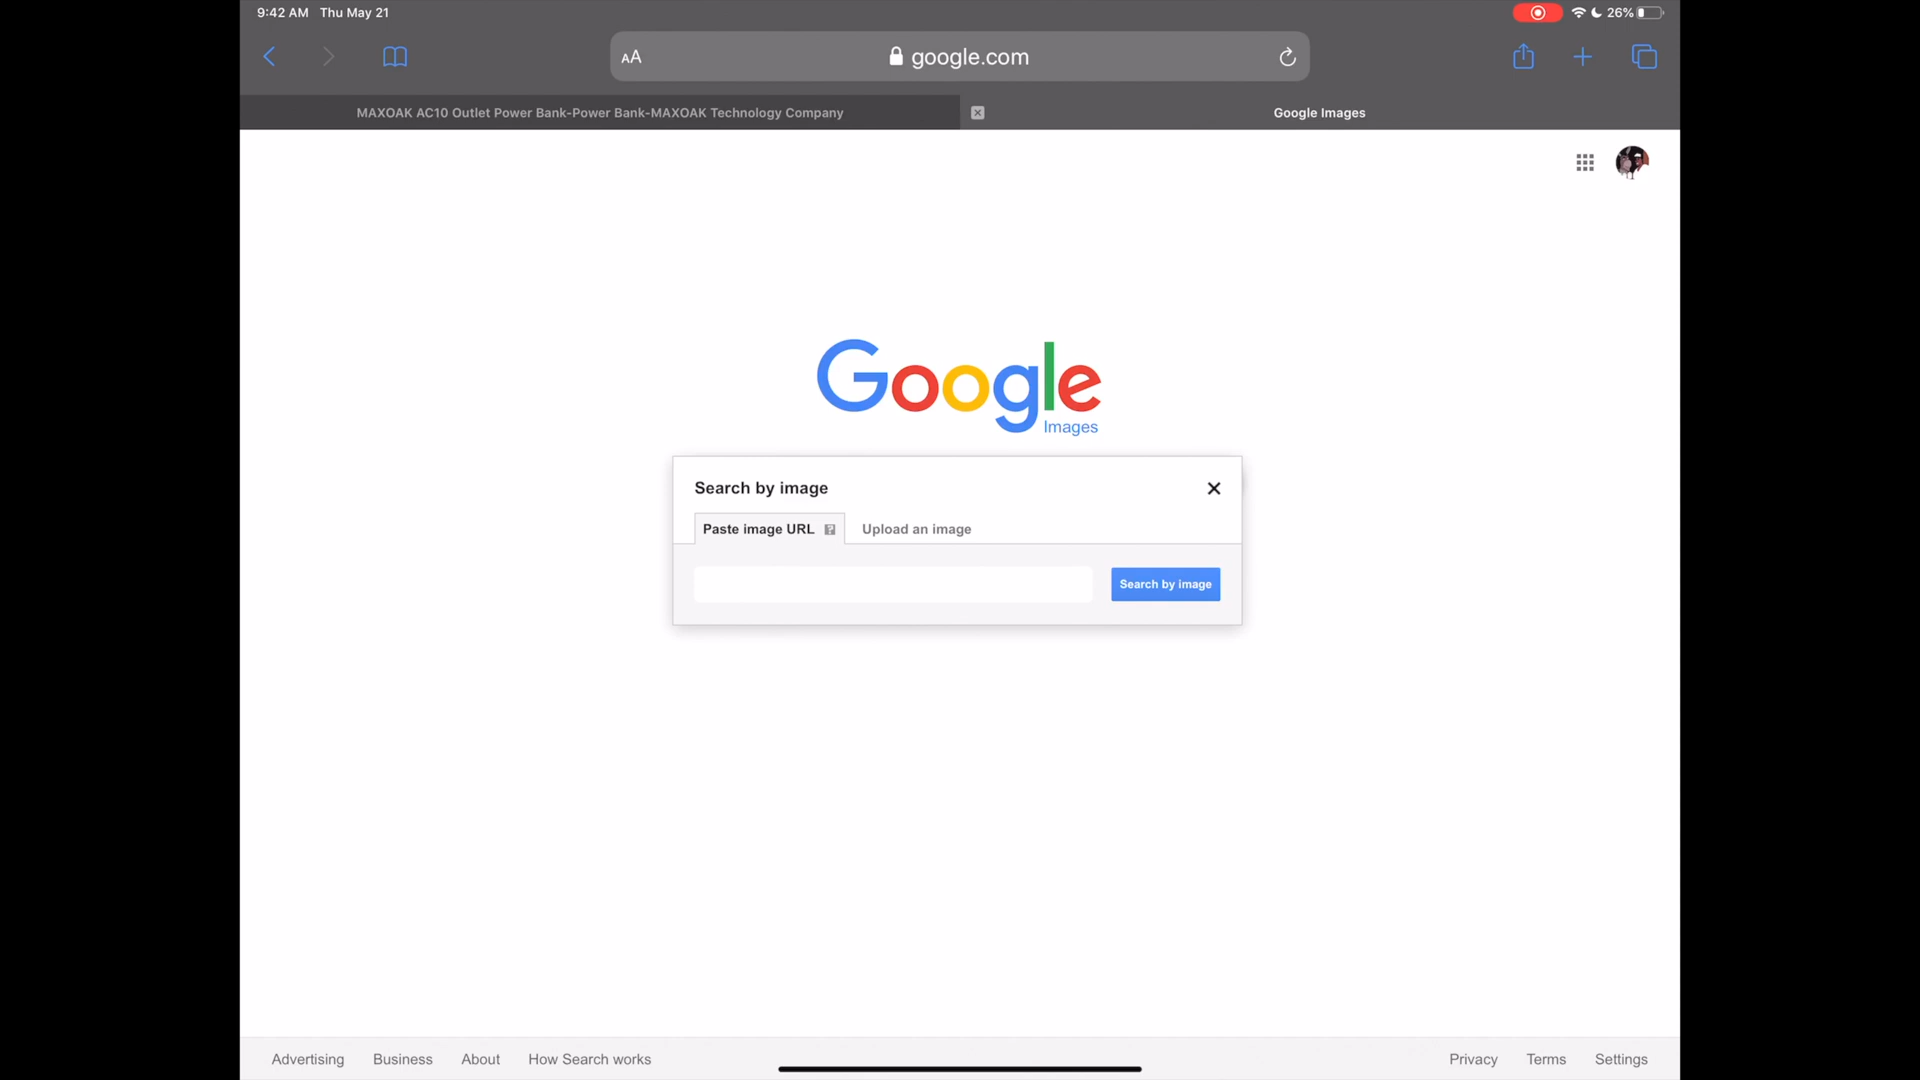 9:42 AM Thu May 21
26%
AA
google.com
MAXOAK AC10 Outlet Power Bank-Power Bank-MAXOAK Technology Company
Google Images
Google
Images
Search by image
Paste image URL ?
Upload an image
Search by image
Advertising Business About How Search works
Privacy Terms Settings